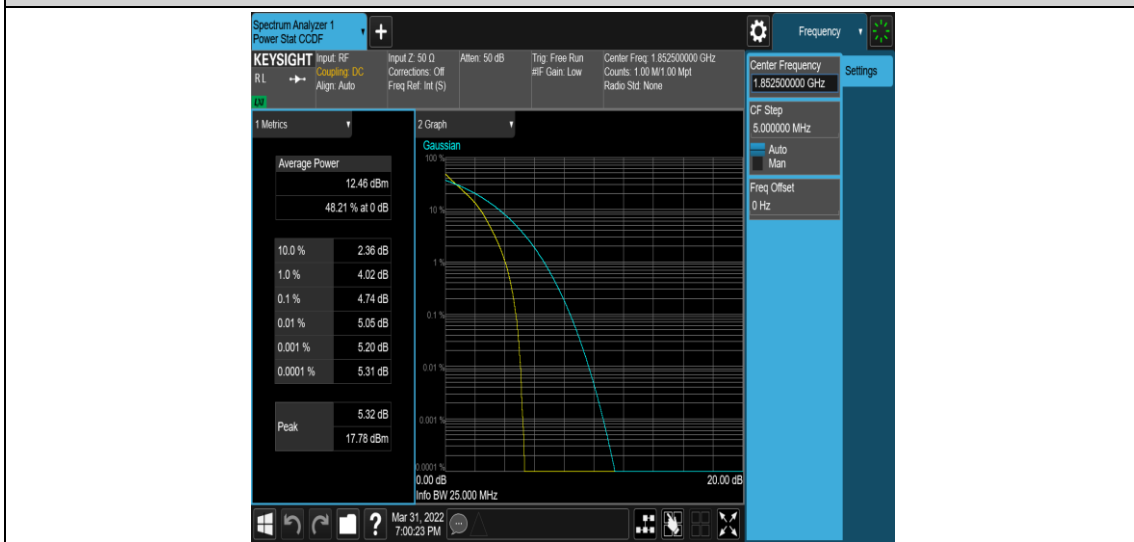 Spectrum Analyzer 1
Power Stat CCDF
Frequency
KEYSIGHT
RL
Input: RF
Coupling: DC
Align: Auto
Input Z: 50 Ω
Corrections: Off
Freq Ref: Int (S)
Atten: 50 dB
Trig: Free Run
#IF Gain: Low
Center Freq: 1.852500000 GHz
Counts: 1.00 M/1.00 Mpt
Radio Std: None
Center Frequency
1.852500000 GHz
Settings
CF Step
5.000000 MHz
Auto
Man
Freq Offset
0 Hz
1 Metrics
Average Power
12.46 dBm
48.21 % at 0 dB
10.0 % 2.36 dB
1.0 % 4.02 dB
0.1 % 4.74 dB
0.01 % 5.05 dB
0.001 % 5.20 dB
0.0001 % 5.31 dB
Peak
5.32 dB
17.78 dBm
2 Graph
Gaussian
100 %
10 %
1 %
0.1 %
0.01 %
0.001 %
0.0001 %
0.00 dB 20.00 dB
Info BW 25.000 MHz
Mar 31, 2022
7:00:23 PM